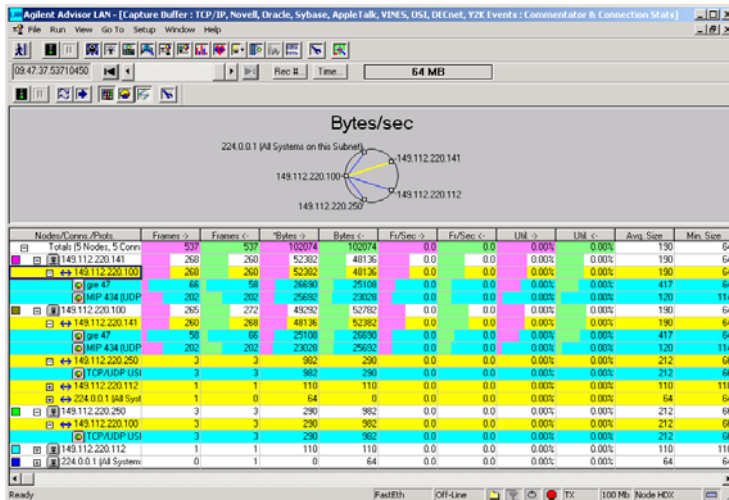 Agilent Advisor LAN - [Capture Buffer : TCP/IP, Novell, Oracle, Sybase, AppleTalk, VINES, OSI, DECnet, Y2K Events : Commentator & Connection Stats]
File Run View Go To Setup Window Help
09:47:37.53710450 Rec #... Time... 64 MB
Bytes/sec
224.0.0.1 (All Systems on this Subnet)
149.112.220.141
149.112.220.100
149.112.220.112
149.112.220.250
Nodes/Conns./Prots. Frames -> Frames <- *Bytes -> Bytes <- Fr/Sec -> Fr/Sec <- Util. -> Util. <- Avg. Size Min. Size
Totals (5 Nodes, 5 Conn 537 537 102074 102074 0.0 0.0 0.00% 0.00% 190 64
149.112.220.141 268 260 52382 48136 0.0 0.0 0.00% 0.00% 190 64
149.112.220.100 268 260 52382 48136 0.0 0.0 0.00% 0.00% 190 64
gre 47 66 58 26690 25108 0.0 0.0 0.00% 0.00% 417 64
MIP 434 (UDP 202 202 25692 23028 0.0 0.0 0.00% 0.00% 120 114
149.112.220.100 265 272 49292 52782 0.0 0.0 0.00% 0.00% 190 64
149.112.220.141 260 268 48136 52382 0.0 0.0 0.00% 0.00% 190 64
gre 47 58 66 25108 26690 0.0 0.0 0.00% 0.00% 417 64
MIP 434 (UDP 202 202 23028 25692 0.0 0.0 0.00% 0.00% 120 114
149.112.220.250 3 3 982 290 0.0 0.0 0.00% 0.00% 212
TCP/UDP USI 3 3 982 290 0.0 0.0 0.00% 0.00% 212
149.112.220.112 1 1 110 110 0.0 0.0 0.00% 0.00% 110 110
224.0.0.1 (All Syst 1 0 64 0 0.0 0.0 0.00% 0.00% 64 64
149.112.220.250 3 3 290 982 0.0 0.0 0.00% 0.00% 212
149.112.220.100 3 3 290 982 0.0 0.0 0.00% 0.00% 212
TCP/UDP USI 3 3 290 982 0.0 0.0 0.00% 0.00% 212
149.112.220.112 1 1 110 110 0.0 0.0 0.00% 0.00% 110 110
224.0.0.1 (All Systems 0 1 0 64 0.0 0.0 0.00% 0.00% 64 64
Ready FastEth Off-Line TX 100 Mb Node HDX